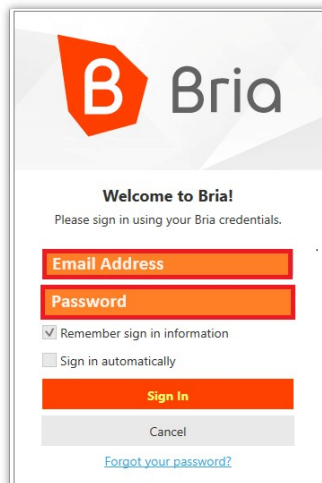 B Bria
Welcome to Bria!
Please sign in using your Bria credentials.
Email Address
Password
Remember sign in information
Sign in automatically
Sign In
Cancel
Forgot your password?